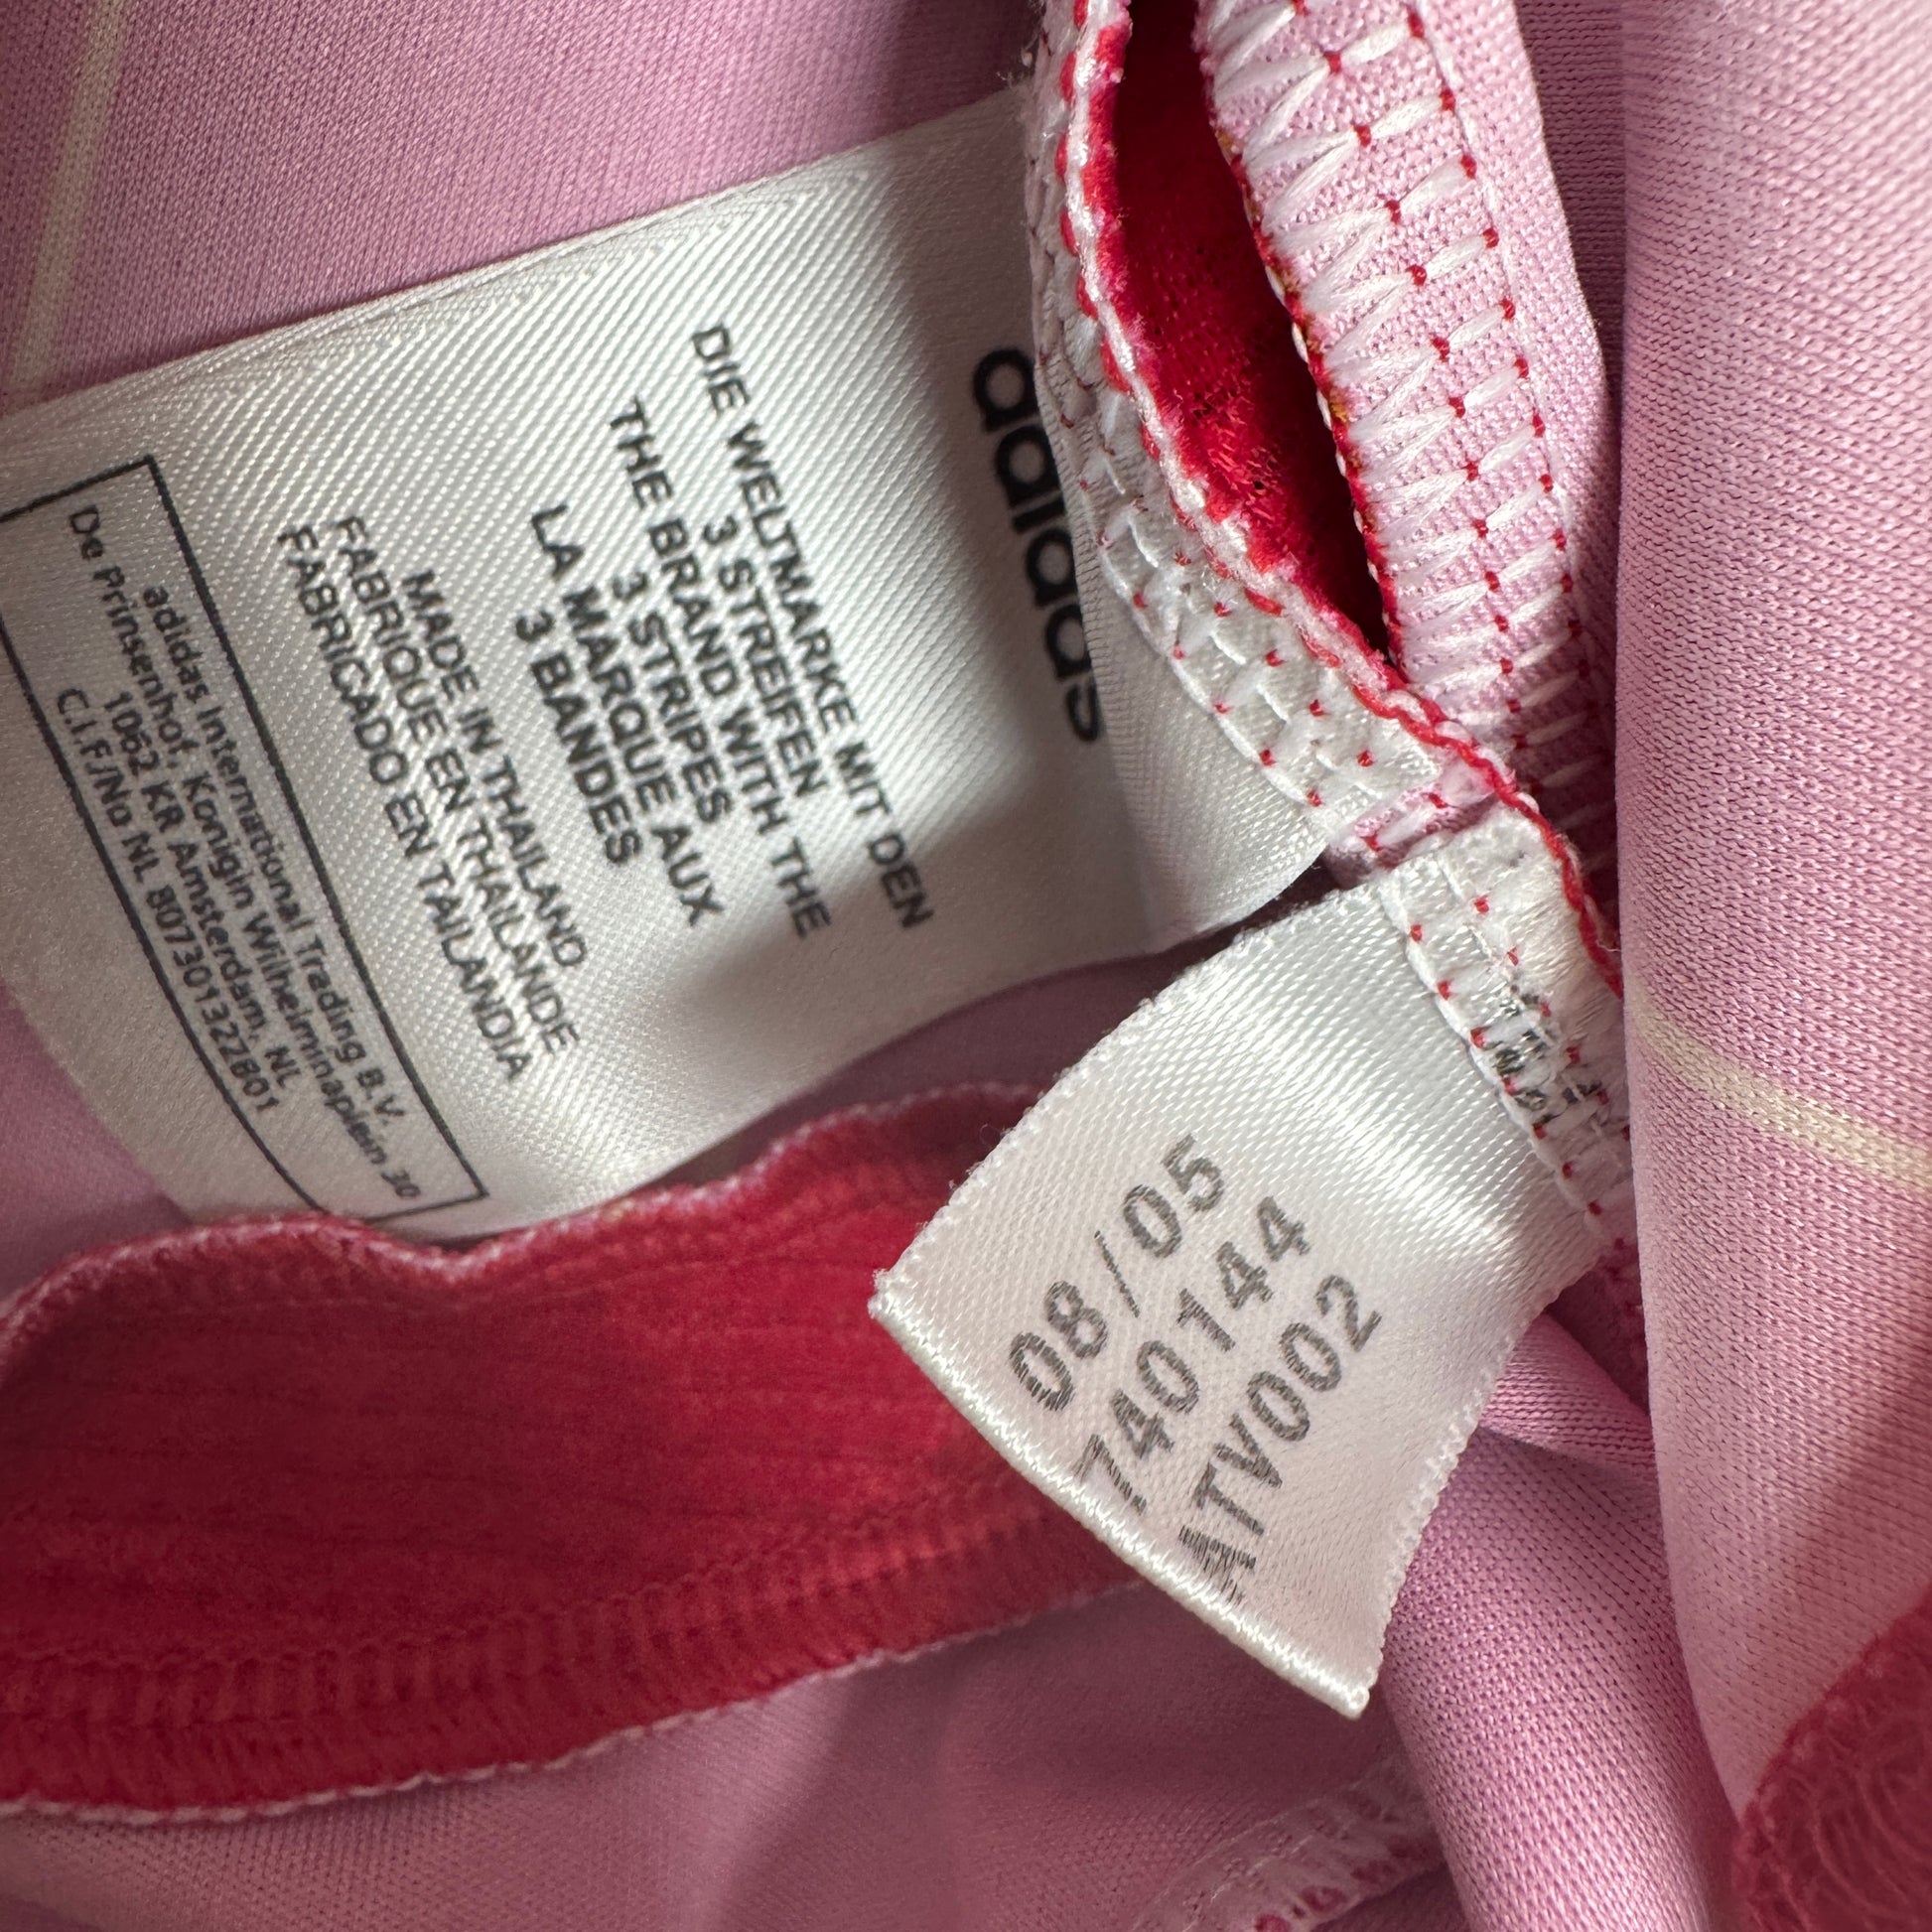 adidas
DIE WELTMARKE MIT DEN
3 STREIFEN
THE BRAND WITH THE
3 STRIPES
LA MARQUE AUX
3 BANDES
MADE IN THAILAND
FABRIQUE EN THAILANDE
FABRICADO EN TAILANDIA
adidas International Trading B.V.
De Prinsenhof, Konigin Wilhelminaplein 30
1062 KR Amsterdam, NL
C.I.F/No NL 807301322B01
08/05
740144
ATV002